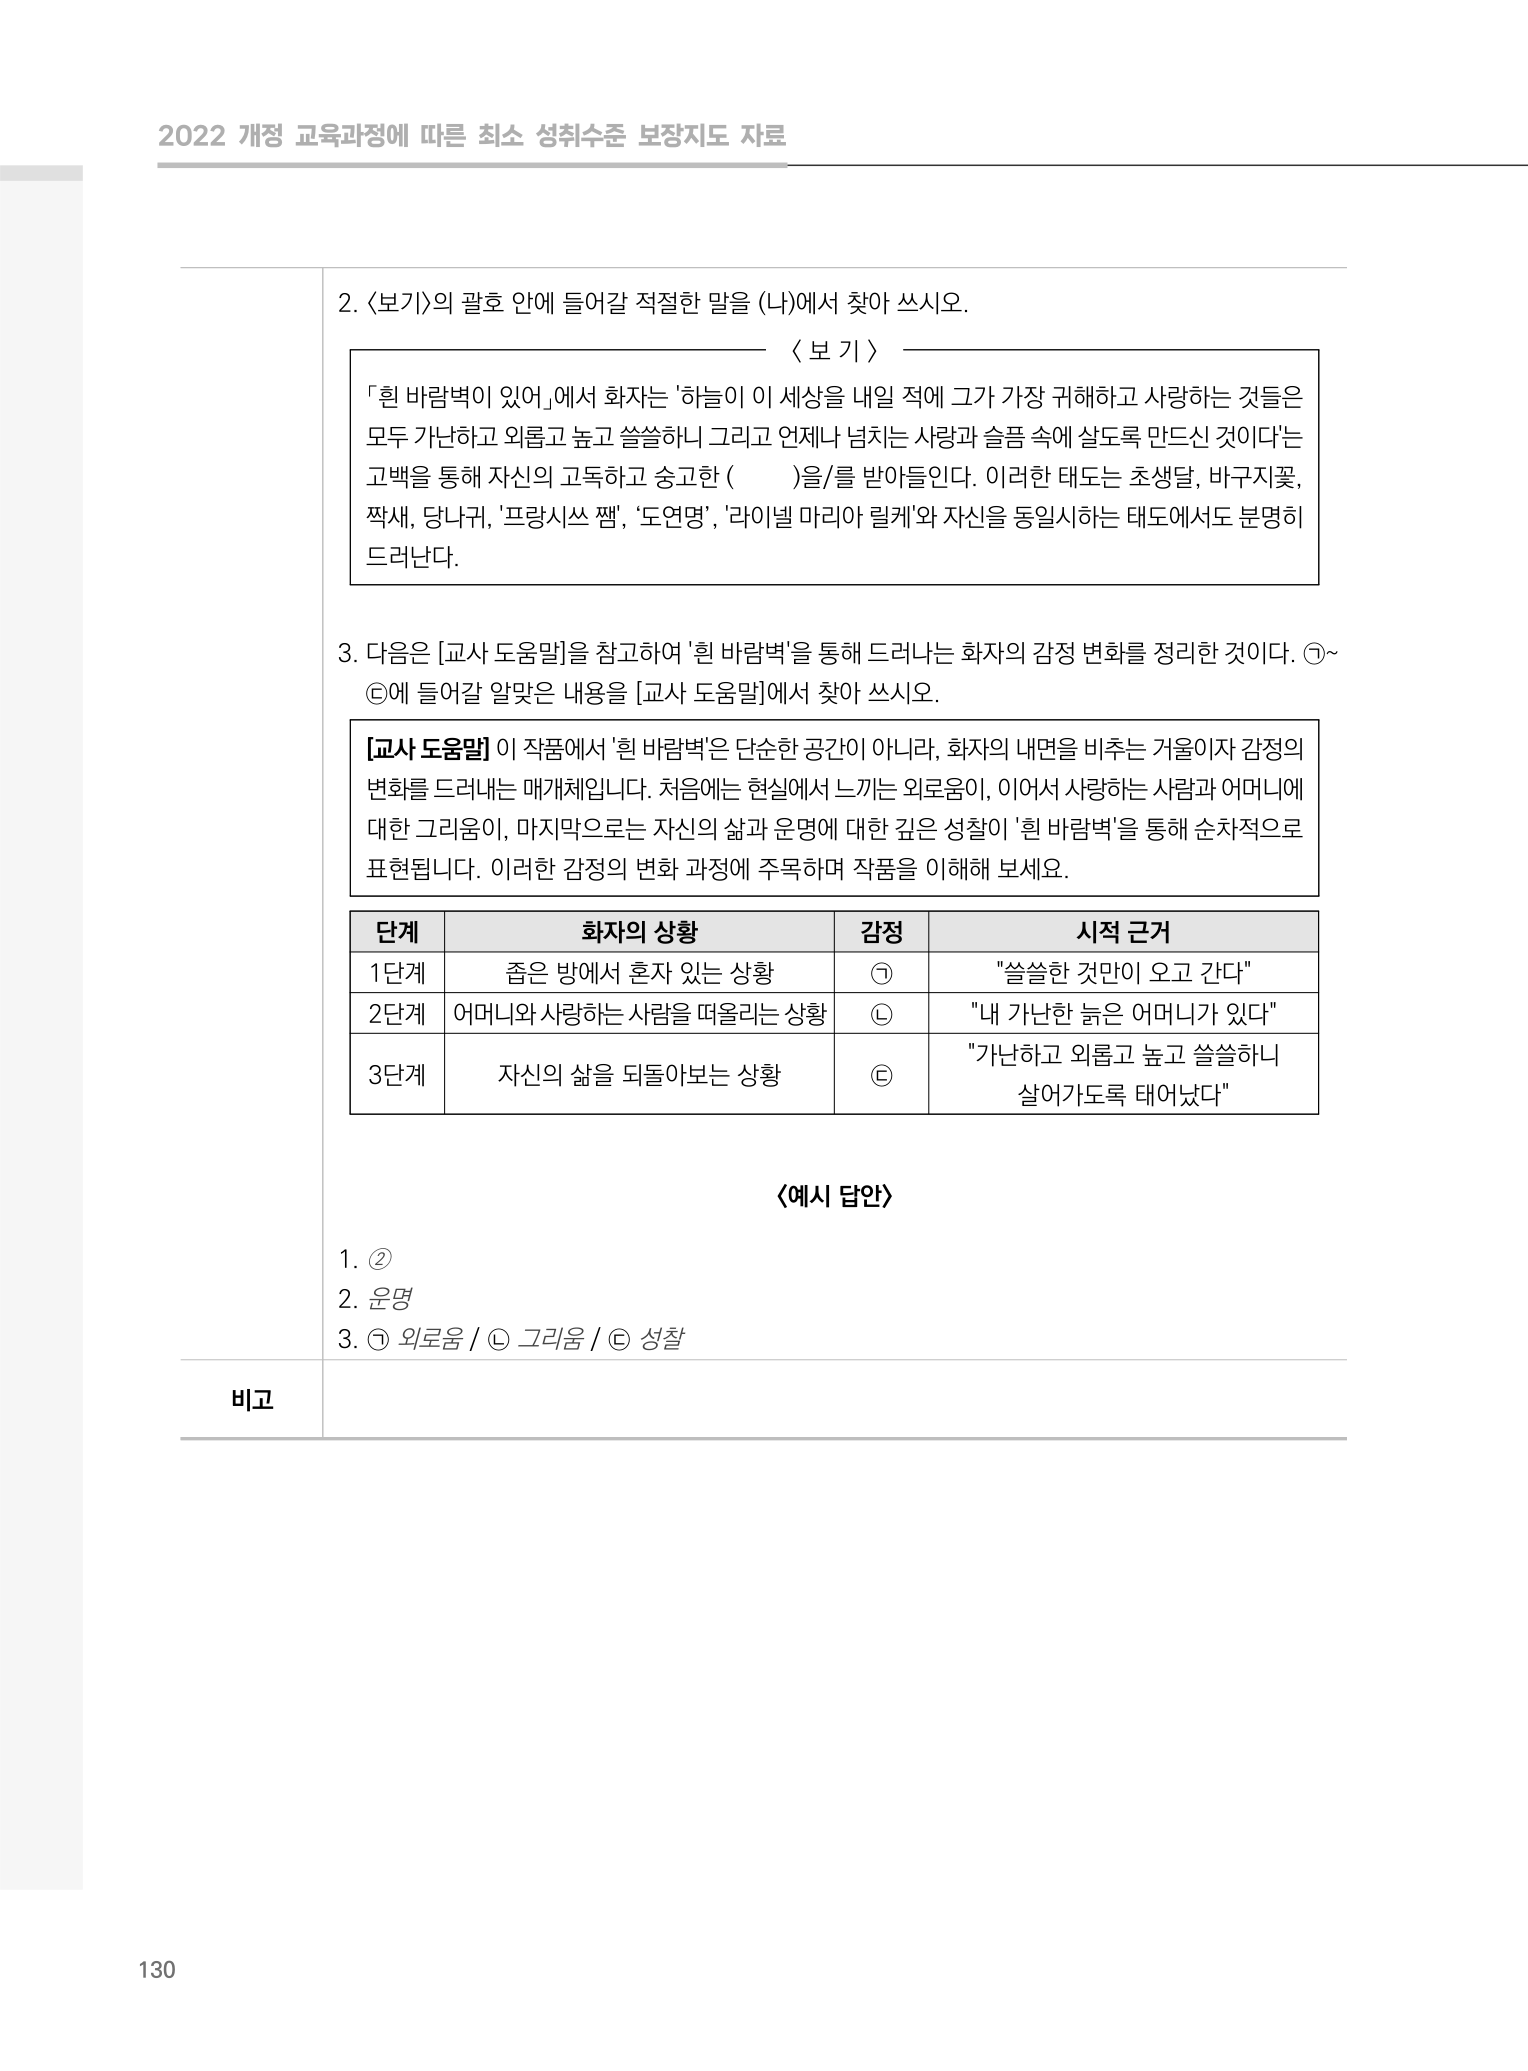 2022 개정 교육과정에 따른 최소 성취수준 보장지도 자료
2. 〈보기〉의 괄호 안에 들어갈 적절한 말을 (나)에서 찾아 쓰시오.
〈 보 기 〉
「흰 바람벽이 있어」에서 화자는 '하늘이 이 세상을 내일 적에 그가 가장 귀해하고 사랑하는 것들은
모두 가난하고 외롭고 높고 쓸쓸하니 그리고 언제나 넘치는 사랑과 슬픔 속에 살도록 만드신 것이다'는
고백을 통해 자신의 고독하고 숭고한 (      )을/를 받아들인다. 이러한 태도는 초생달, 바구지꽃,
짝새, 당나귀, '프랑시쓰 쨈', ‘도연명’, '라이넬 마리아 릴케'와 자신을 동일시하는 태도에서도 분명히
드러난다.
3. 다음은 [교사 도움말]을 참고하여 '흰 바람벽'을 통해 드러나는 화자의 감정 변화를 정리한 것이다. ㉠~
㉢에 들어갈 알맞은 내용을 [교사 도움말]에서 찾아 쓰시오.
[교사 도움말] 이 작품에서 '흰 바람벽'은 단순한 공간이 아니라, 화자의 내면을 비추는 거울이자 감정의
변화를 드러내는 매개체입니다. 처음에는 현실에서 느끼는 외로움이, 이어서 사랑하는 사람과 어머니에
대한 그리움이, 마지막으로는 자신의 삶과 운명에 대한 깊은 성찰이 '흰 바람벽'을 통해 순차적으로
표현됩니다. 이러한 감정의 변화 과정에 주목하며 작품을 이해해 보세요.
단계 화자의 상황 감정 시적 근거
1단계 좁은 방에서 혼자 있는 상황 ㉠ "쓸쓸한 것만이 오고 간다"
2단계 어머니와 사랑하는 사람을 떠올리는 상황 ㉡ "내 가난한 늙은 어머니가 있다"
3단계 자신의 삶을 되돌아보는 상황 ㉢ "가난하고 외롭고 높고 쓸쓸하니
살어가도록 태어났다"
〈예시 답안〉
1. ②
2. 운명
3. ㉠ 외로움 / ㉡ 그리움 / ㉢ 성찰
비고
130